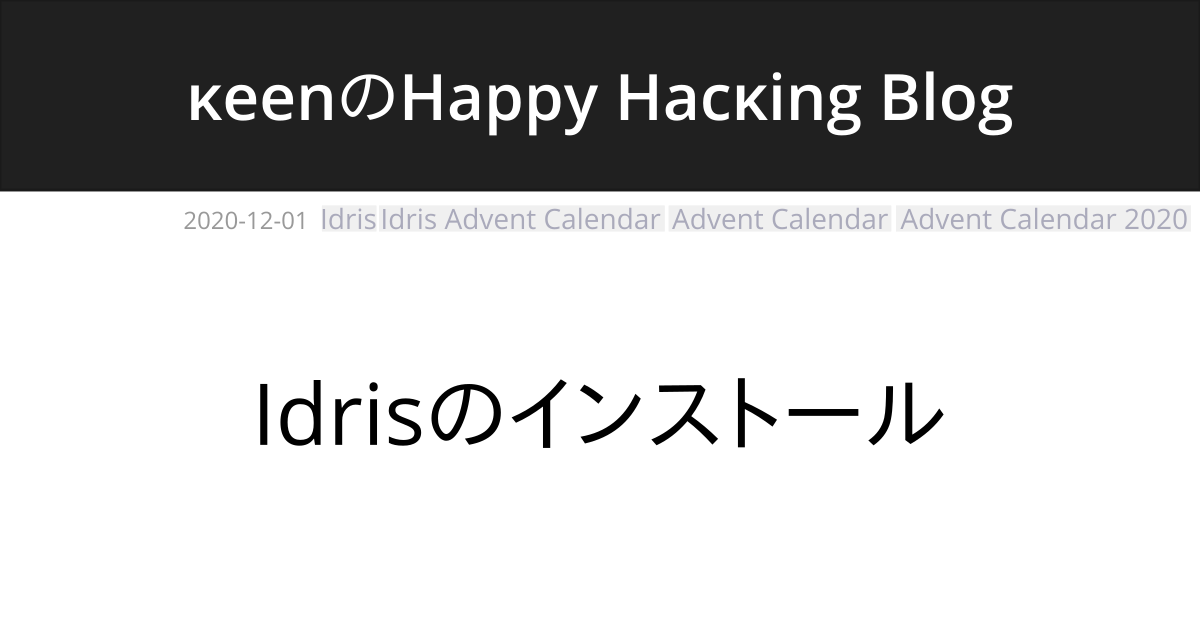 κeenのHappy Hacκing Blog
2020-12-01 Idris Idris Advent Calendar Advent Calendar Advent Calendar 2020
Idrisのインストール